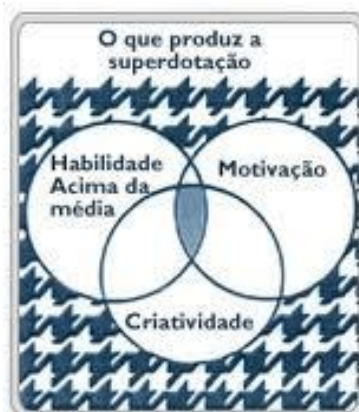 O que produz a
superdotação
Habilidade
Acima da
média
Motivação
Criatividade